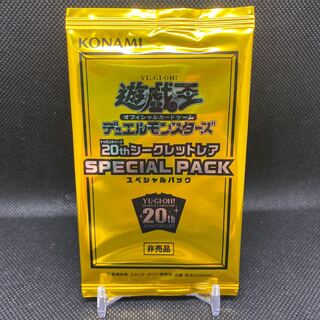 KONAMI
YU-GI-OH!
遊戯王
オフィシャルカードゲーム
デュエルモンスターズ
20thシークレットレア
SPECIAL PACK
スペシャルパック
YU-GI-OH!
20th
ANNIVERSARY
非売品